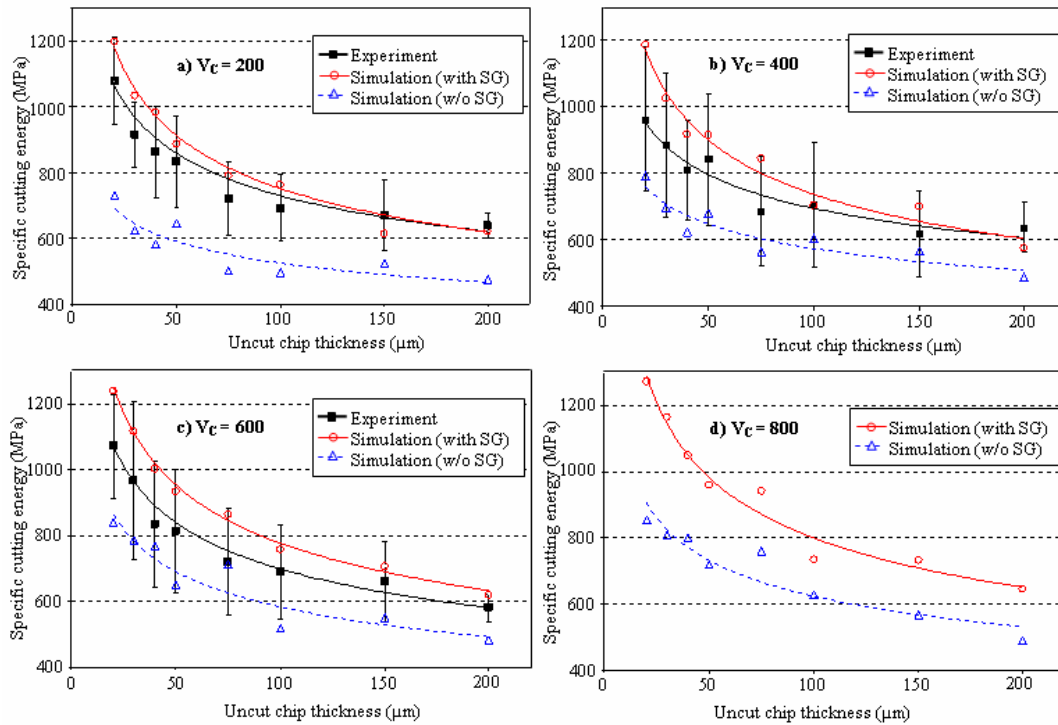 1200
1000
800
600
400
0
50
100
150
200
Specific cutting energy (MPa)
Uncut chip thickness (μm)
a) VC = 200
Experiment
Simulation (with SG)
Simulation (w/o SG)
1200
1000
800
600
400
0
50
100
150
200
Specific cutting energy (MPa)
Uncut chip thickness (μm)
b) VC = 400
Experiment
Simulation (with SG)
Simulation (w/o SG)
1200
1000
800
600
400
0
50
100
150
200
Specific cutting energy (MPa)
Uncut chip thickness (μm)
c) VC = 600
Experiment
Simulation (with SG)
Simulation (w/o SG)
1200
1000
800
600
400
0
50
100
150
200
Specific cutting energy (MPa)
Uncut chip thickness (μm)
d) VC = 800
Simulation (with SG)
Simulation (w/o SG)